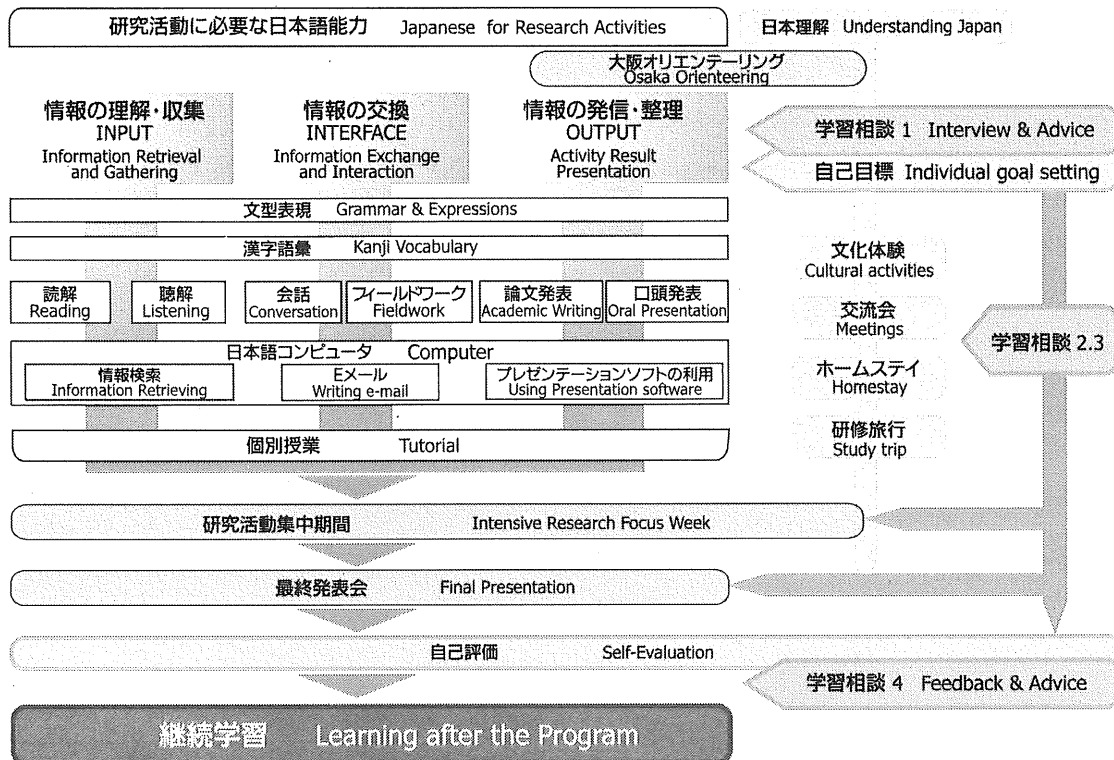 研究活動に必要な日本語能力 Japanese for Research Activities
日本理解 Understanding Japan
大阪オリエンテーリング
Osaka Orienteering
情報の理解・収集
INPUT
Information Retrieval
and Gathering
情報の交換
INTERFACE
Information Exchange
and Interaction
情報の発信・整理
OUTPUT
Activity Result
Presentation
学習相談 1 Interview & Advice
自己目標 Individual goal setting
文型表現 Grammar & Expressions
漢字語彙 Kanji Vocabulary
読解
Reading
聴解
Listening
会話
Conversation
フィールドワーク
Fieldwork
論文発表
Academic Writing
口頭発表
Oral Presentation
日本語コンピュータ Computer
情報検索
Information Retrieving
Eメール
Writing e-mail
プレゼンテーションソフトの利用
Using Presentation software
個別授業 Tutorial
文化体験
Cultural activities
交流会
Meetings
ホームステイ
Homestay
研修旅行
Study trip
学習相談 2.3
研究活動集中期間 Intensive Research Focus Week
最終発表会 Final Presentation
自己評価 Self-Evaluation
学習相談 4 Feedback & Advice
継続学習 Learning after the Program